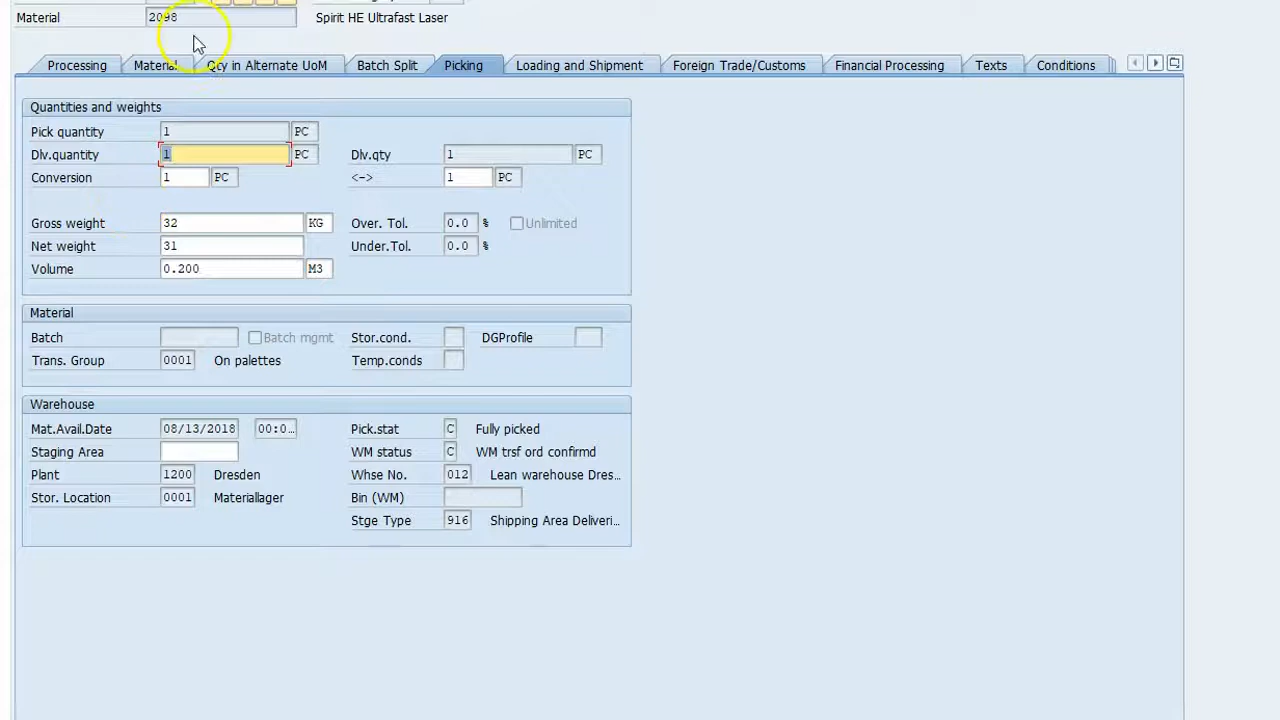 Material 2098 Spirit HE Ultrafast Laser
Processing Material Qty in Alternate UoM Batch Split Picking Loading and Shipment Foreign Trade/Customs Financial Processing Texts Conditions
Quantities and weights
Pick quantity 1 PC
Dlv.quantity 1 PC Dlv.qty 1 PC
Conversion 1 PC <-> 1 PC
Gross weight 32 KG Over. Tol. 0.0 % Unlimited
Net weight 31 Under.Tol. 0.0 %
Volume 0.200 M3
Material
Batch Batch mgmt Stor.cond. DGProfile
Trans. Group 0001 On palettes Temp.conds
Warehouse
Mat.Avail.Date 08/13/2018 00:0… Pick.stat C Fully picked
Staging Area WM status C WM trsf ord confirmd
Plant 1200 Dresden Whse No. 012 Lean warehouse Dres…
Stor. Location 0001 Materiallager Bin (WM)
Stge Type 916 Shipping Area Deliveri…